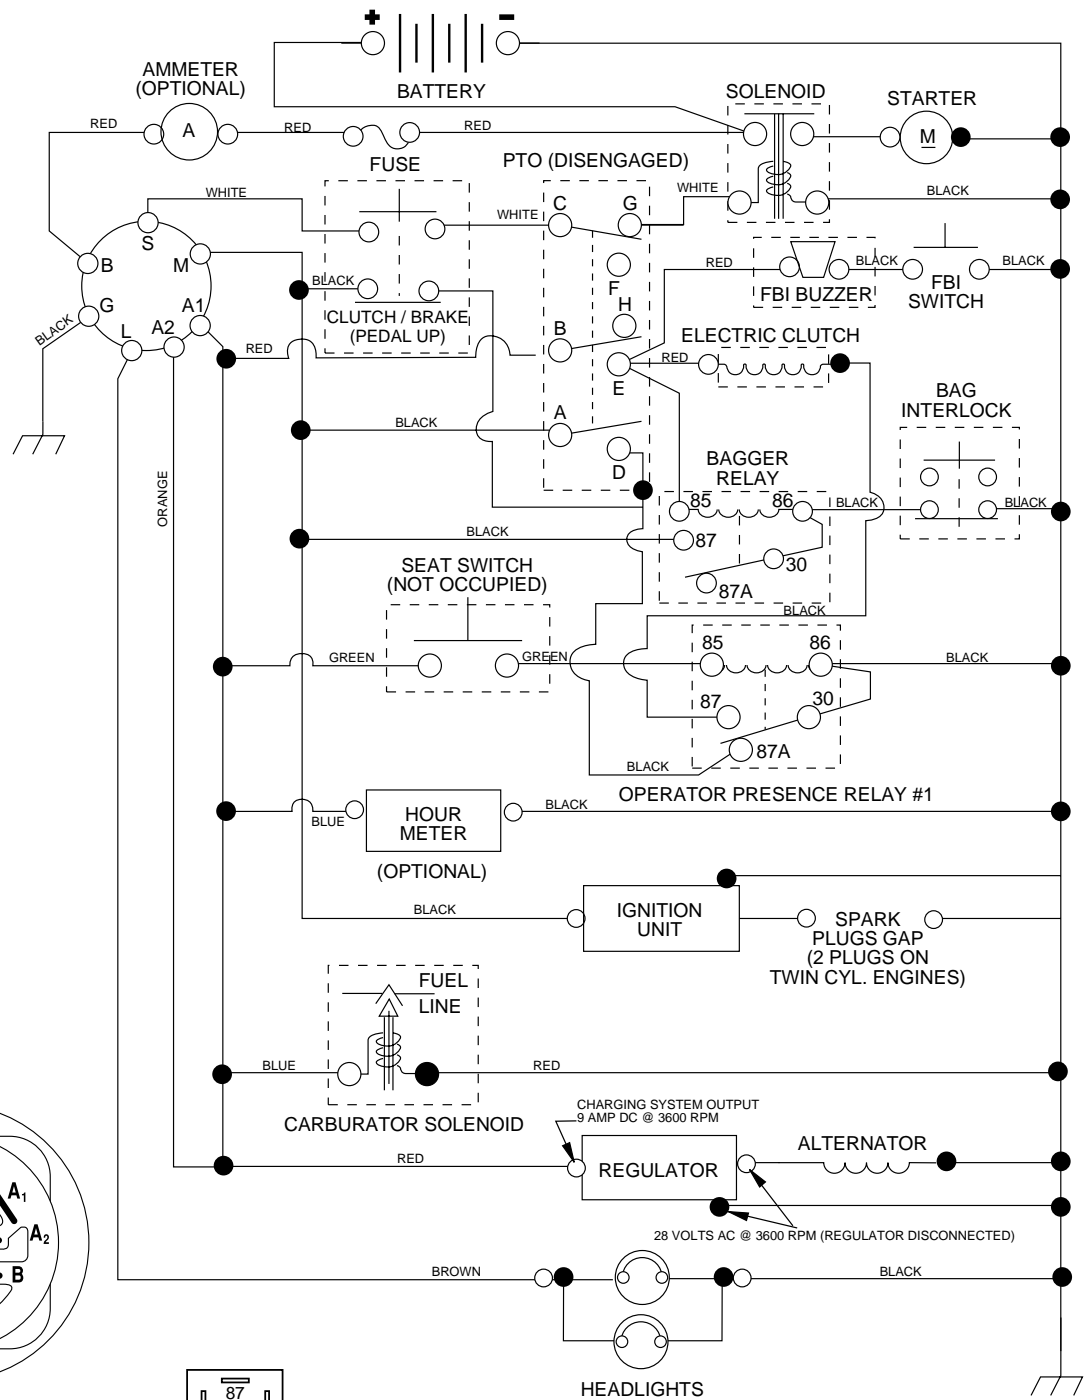 +
-
BATTERY
AMMETER
(OPTIONAL)
SOLENOID
STARTER
RED
A
RED
RED
M
FUSE
PTO (DISENGAGED)
WHITE
WHITE
WHITE
BLACK
C
G
S
B
M
F
RED
BLACK
BLACK
FBI BUZZER
FBI
SWITCH
BLACK
H
G
L
A2
A1
CLUTCH / BRAKE
(PEDAL UP)
B
BLACK
RED
ELECTRIC CLUTCH
RED
E
BAG
INTERLOCK
A
BLACK
D
BAGGER
RELAY
ORANGE
85
86
BLACK
BLACK
BLACK
87
30
87A
SEAT SWITCH
(NOT OCCUPIED)
BLACK
GREEN
GREEN
85
86
BLACK
87
30
87A
BLACK
OPERATOR PRESENCE RELAY #1
BLUE
HOUR
METER
BLACK
(OPTIONAL)
BLACK
IGNITION
UNIT
SPARK
PLUGS GAP
(2 PLUGS ON
TWIN CYL. ENGINES)
FUEL
LINE
BLUE
RED
CARBURATOR SOLENOID
CHARGING SYSTEM OUTPUT
9 AMP DC @ 3600 RPM
RED
REGULATOR
ALTERNATOR
28 VOLTS AC @ 3600 RPM (REGULATOR DISCONNECTED)
A1
A2
B
BROWN
BLACK
87
HEADLIGHTS